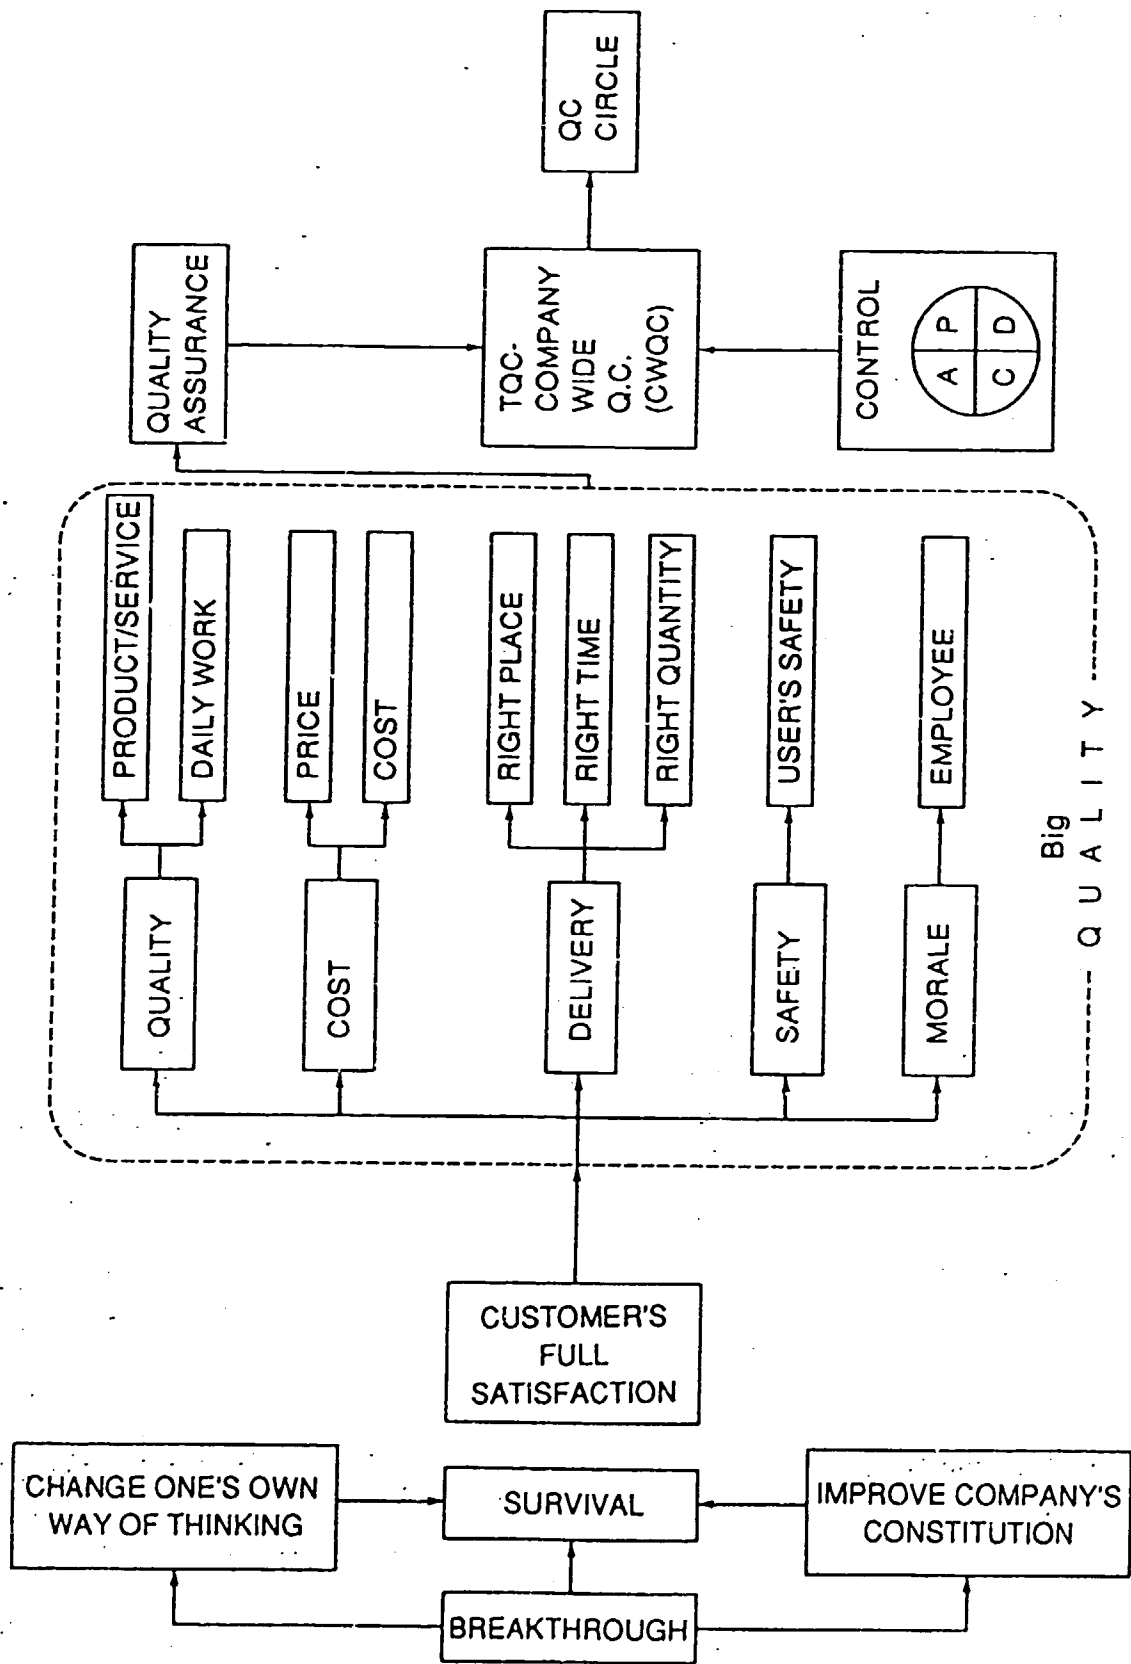 BREAKTHROUGH
CHANGE ONE'S OWN
WAY OF THINKING
SURVIVAL
IMPROVE COMPANY'S
CONSTITUTION
CUSTOMER'S
FULL
SATISFACTION
QUALITY
PRODUCT/SERVICE
DAILY WORK
COST
PRICE
COST
DELIVERY
RIGHT PLACE
RIGHT TIME
RIGHT QUANTITY
SAFETY
USER'S SAFETY
MORALE
EMPLOYEE
Big
QUALITY
QUALITY
ASSURANCE
TQC-
COMPANY
WIDE
Q.C.
(CWQC)
CONTROL
A P
C D
QC
CIRCLE